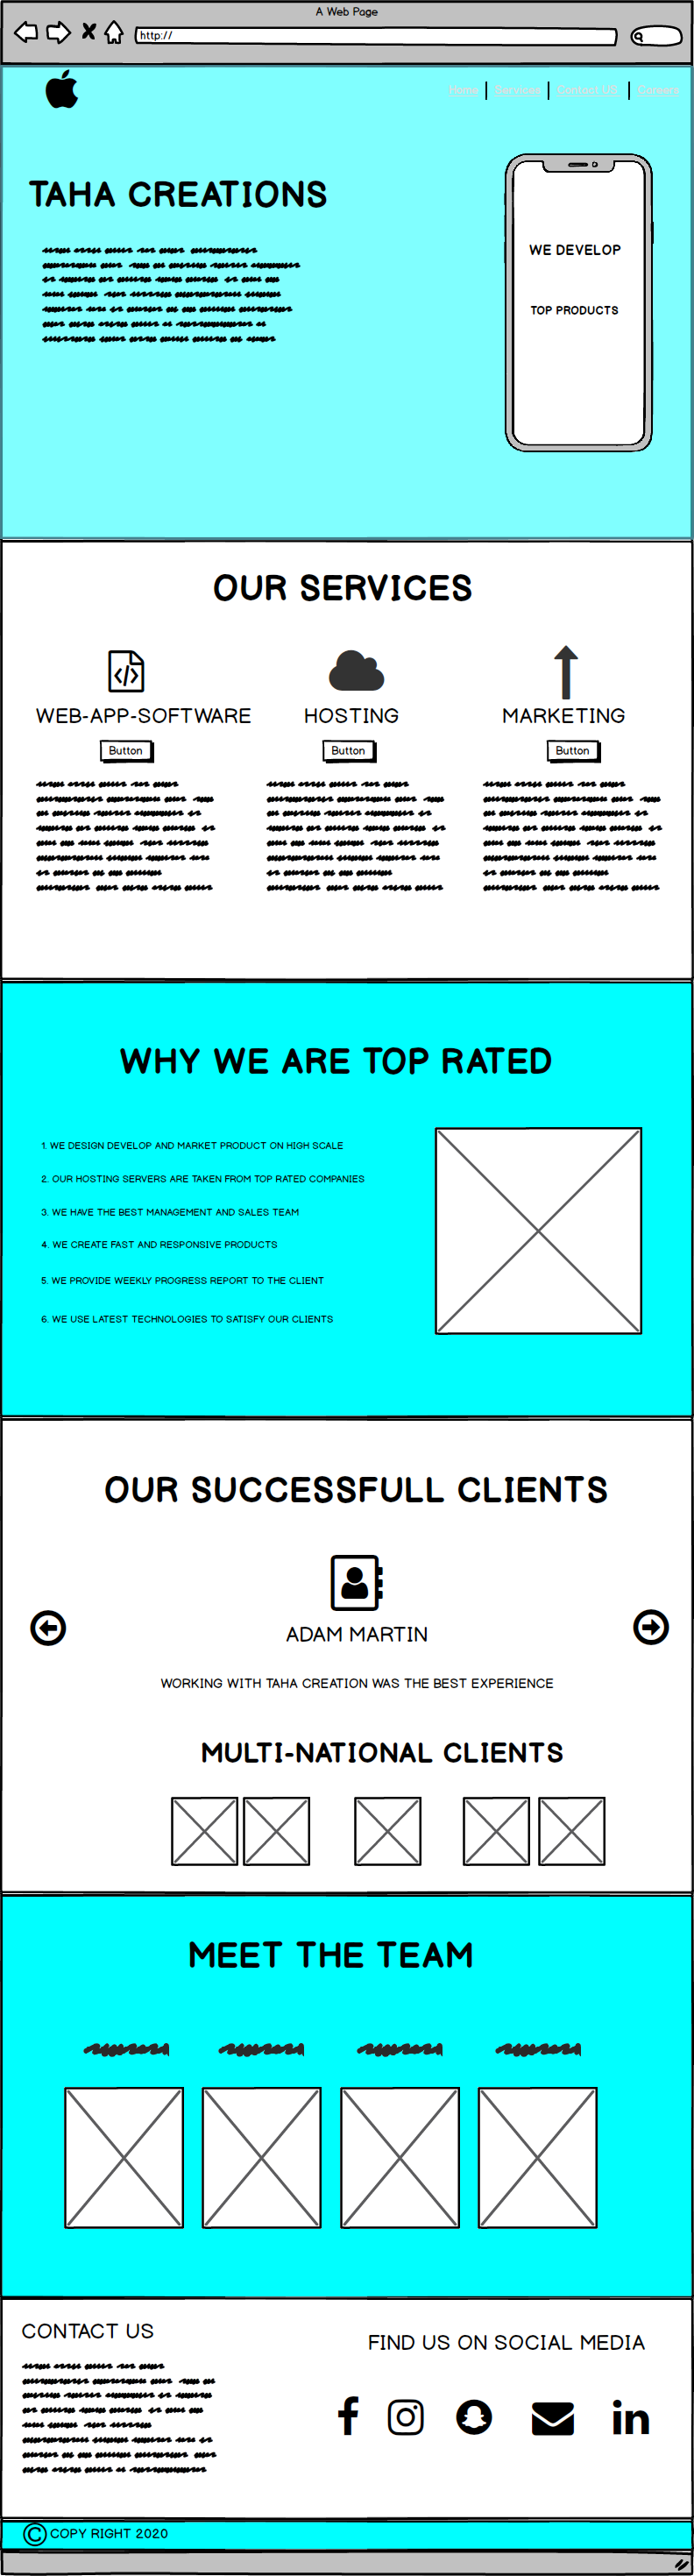 A Web Page
http://
Home Services Contact US Careers
TAHA CREATIONS
WE DEVELOP
TOP PRODUCTS
OUR SERVICES
WEB-APP-SOFTWARE HOSTING MARKETING
Button Button Button
WHY WE ARE TOP RATED
1. WE DESIGN DEVELOP AND MARKET PRODUCT ON HIGH SCALE
2. OUR HOSTING SERVERS ARE TAKEN FROM TOP RATED COMPANIES
3. WE HAVE THE BEST MANAGEMENT AND SALES TEAM
4. WE CREATE FAST AND RESPONSIVE PRODUCTS
5. WE PROVIDE WEEKLY PROGRESS REPORT TO THE CLIENT
6. WE USE LATEST TECHNOLOGIES TO SATISFY OUR CLIENTS
OUR SUCCESSFULL CLIENTS
ADAM MARTIN
WORKING WITH TAHA CREATION WAS THE BEST EXPERIENCE
MULTI-NATIONAL CLIENTS
MEET THE TEAM
CONTACT US
FIND US ON SOCIAL MEDIA
© COPY RIGHT 2020